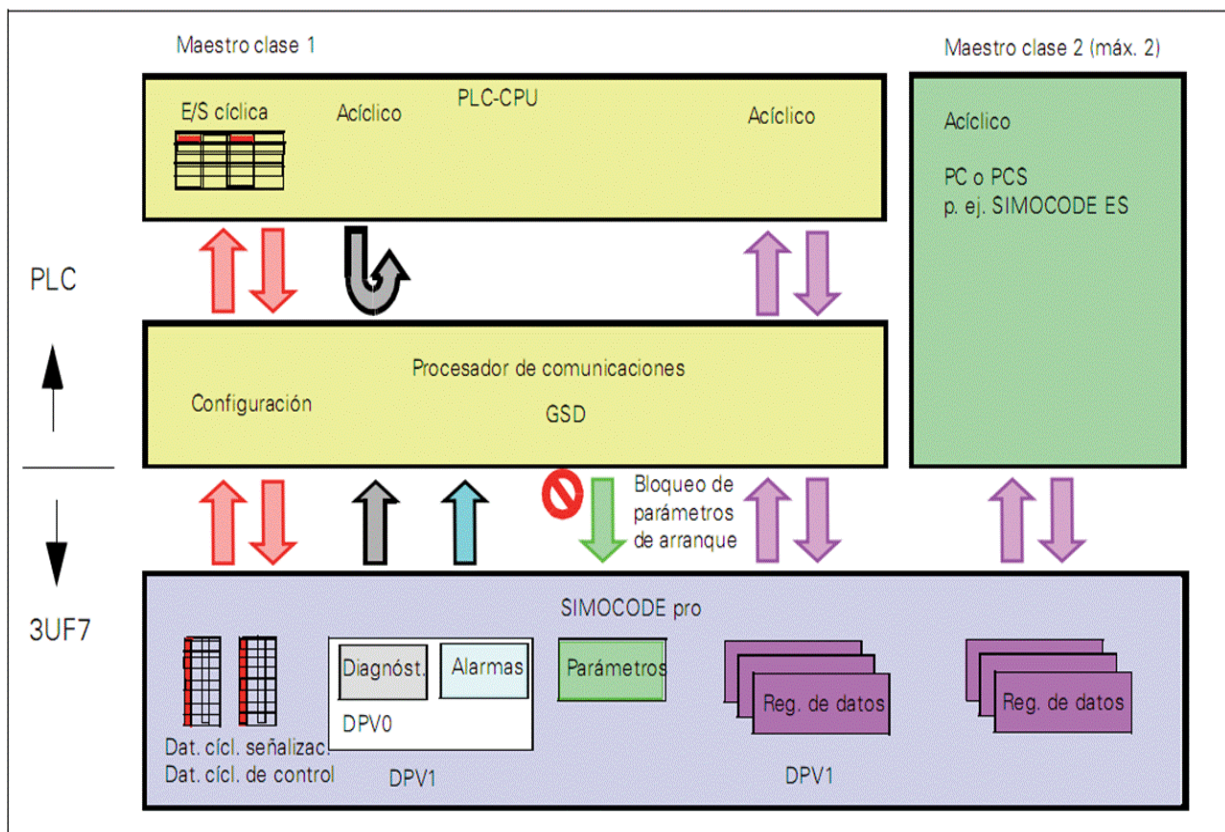 Maestro clase 1
Maestro clase 2 (máx. 2)
PLC-CPU
E/S cíclica
Acíclico
Acíclico
Acíclico
PC o PCS
p. ej. SIMOCODE ES
PLC
Procesador de comunicaciones
Configuración
GSD
Bloqueo de
parámetros
de arranque
3UF7
SIMOCODE pro
Diagnóst.
Alarmas
Parámetros
Reg. de datos
Reg. de datos
DPV0
Dat. cícl. señalizac.
Dat. cícl. de control
DPV1
DPV1